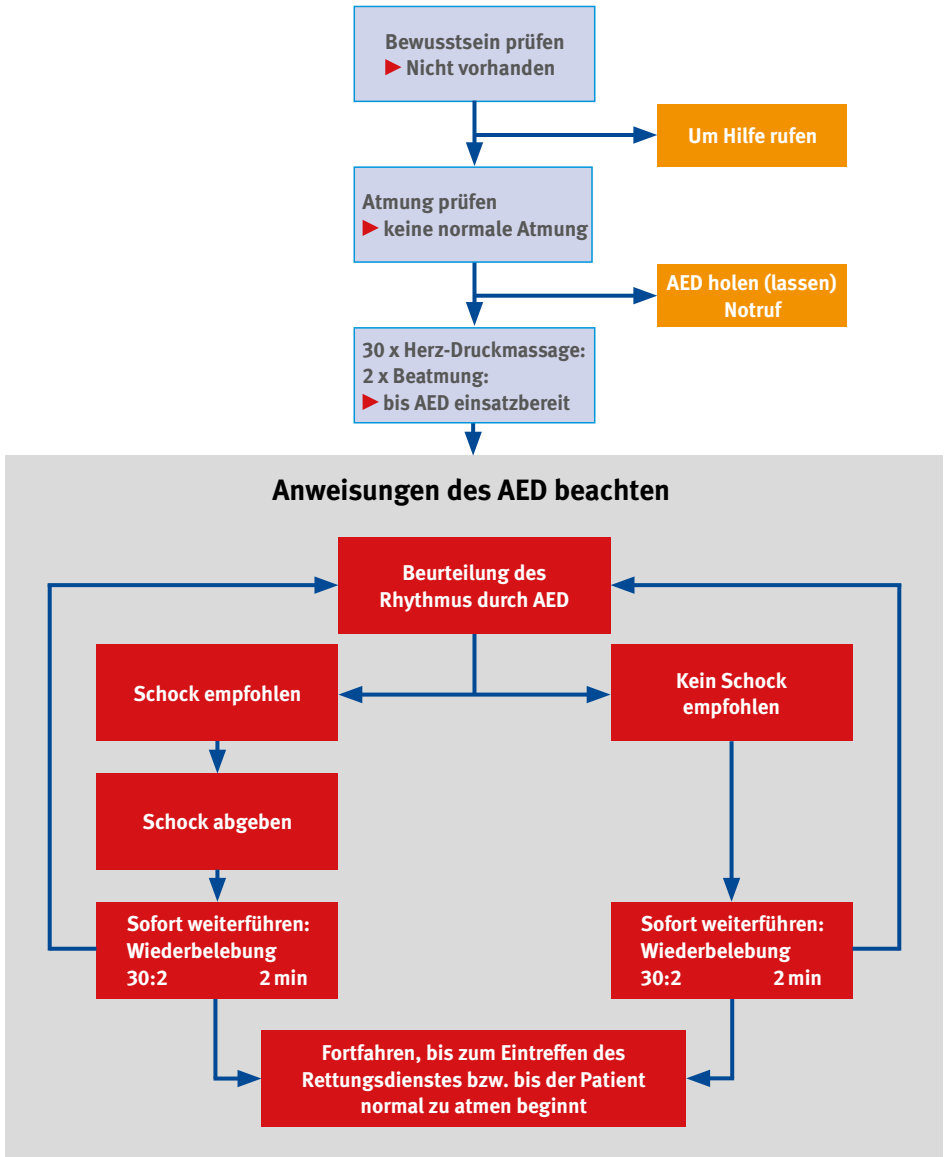 Bewusstsein prüfen
▶ Nicht vorhanden
Um Hilfe rufen
Atmung prüfen
▶ keine normale Atmung
AED holen (lassen)
Notruf
30 x Herz-Druckmassage:
2 x Beatmung:
▶ bis AED einsatzbereit
Anweisungen des AED beachten
Beurteilung des
Rhythmus durch AED
Schock empfohlen
Kein Schock
empfohlen
Schock abgeben
Sofort weiterführen:
Wiederbelebung
30:2 2 min
Sofort weiterführen:
Wiederbelebung
30:2 2 min
Fortfahren, bis zum Eintreffen des
Rettungsdienstes bzw. bis der Patient
normal zu atmen beginnt